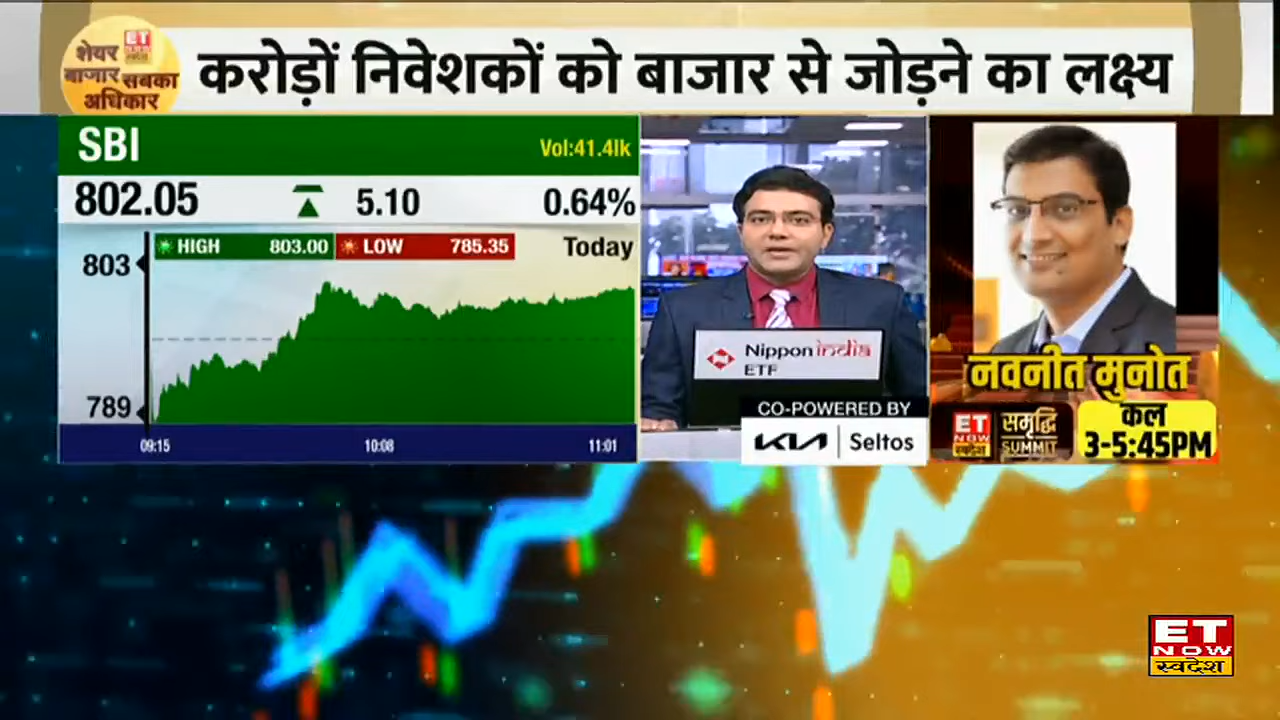 शेयर
बाजार सबका
अधिकार
ET
करोड़ों निवेशकों को बाजार से जोड़ने का लक्ष्य
SBI
Vol:41.4lk
802.05
5.10
0.64%
HIGH 803.00
LOW 785.35
Today
803
789
09:15
10:08
11:01
Nippon india
ETF
CO-POWERED BY
KIA Seltos
नवनीत मुनोत
ET
NOW
स्वदेश
समृद्धि
SUMMIT
कल
3-5:45PM
ET
NOW
स्वदेश